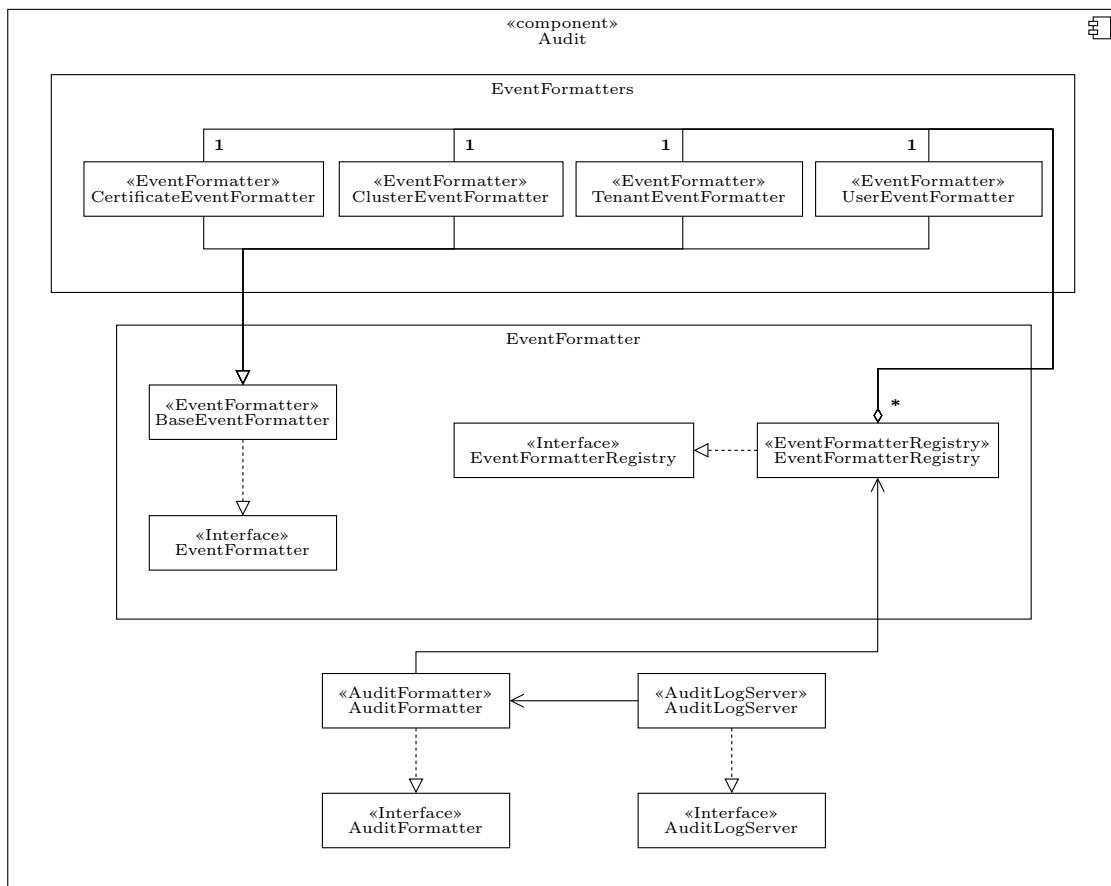 «component»
Audit
EventFormatters
1
1
1
1
«EventFormatter»
CertificateEventFormatter
«EventFormatter»
ClusterEventFormatter
«EventFormatter»
TenantEventFormatter
«EventFormatter»
UserEventFormatter
EventFormatter
«EventFormatter»
BaseEventFormatter
*
«Interface»
EventFormatterRegistry
«EventFormatterRegistry»
EventFormatterRegistry
«Interface»
EventFormatter
«AuditFormatter»
AuditFormatter
«AuditLogServer»
AuditLogServer
«Interface»
AuditFormatter
«Interface»
AuditLogServer